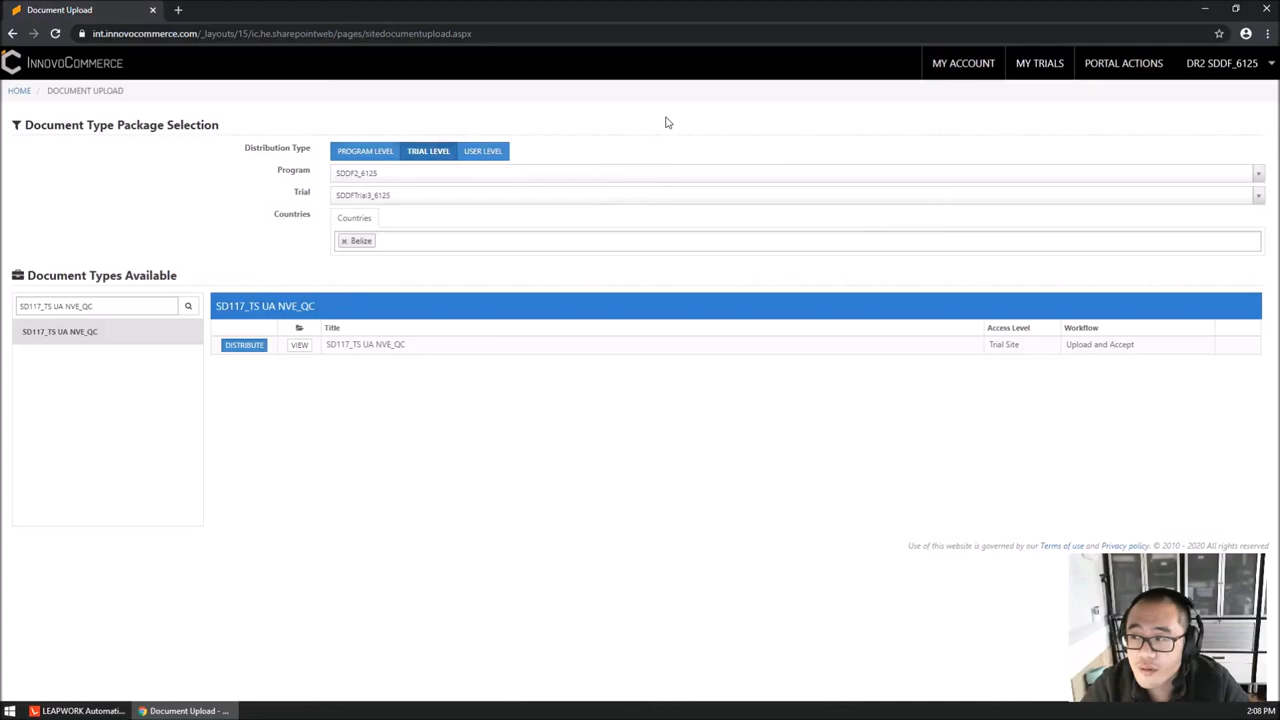 Document Upload
int.innovocommerce.com/_layouts/15/ic.he.sharepointweb/pages/sitedocumentupload.aspx
INNOVOCOMMERCE
MY ACCOUNT
MY TRIALS
PORTAL ACTIONS
DR2 SDDF_6125
HOME / DOCUMENT UPLOAD
Document Type Package Selection
Distribution Type
PROGRAM LEVEL
TRIAL LEVEL
USER LEVEL
Program
SDDF2_6125
Trial
SDDFTrial3_6125
Countries
Countries
× Belize
Document Types Available
SD117_TS UA NVE_QC
SD117_TS UA NVE_QC
SD117_TS UA NVE_QC
Title
Access Level
Workflow
DISTRIBUTE
VIEW
SD117_TS UA NVE_QC
Trial Site
Upload and Accept
Use of this website is governed by our Terms of use and Privacy policy. © 2010 - 2020 All rights reserved
LEAPWORK Automati...
Document Upload - ...
2:08 PM